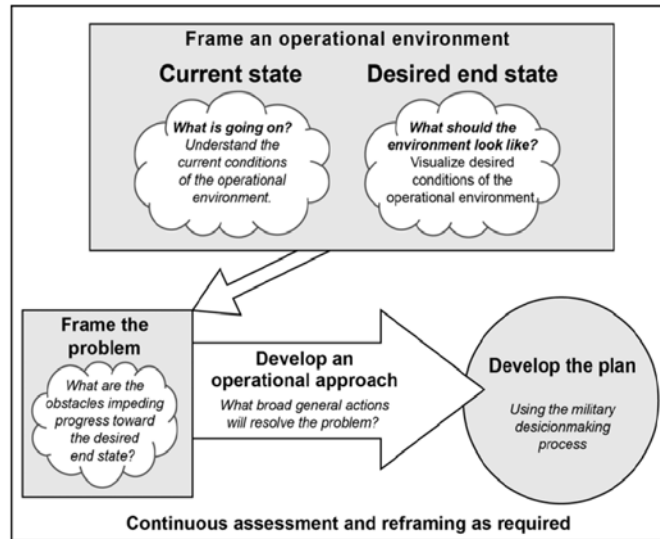 Frame an operational environment
Current state
What is going on?
Understand the
current conditions
of the operational
environment.
Desired end state
What should the
environment look like?
Visualize desired
conditions of the
operational environment.
Frame the
problem
What are the
obstacles impeding
progress toward
the desired
end state?
Develop an
operational approach
What broad general actions
will resolve the problem?
Develop the plan
Using the military
desicionmaking
process
Continuous assessment and reframing as required